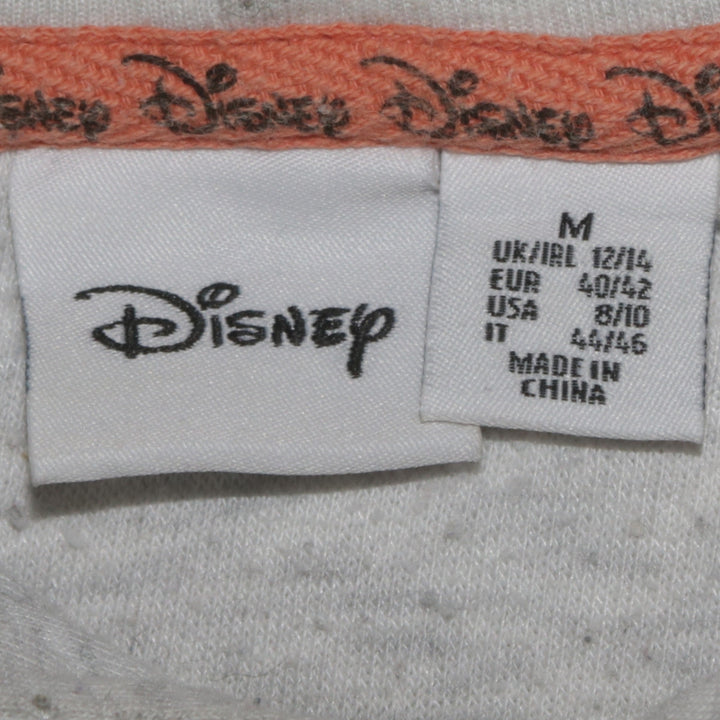 Disney Disney Disney Disney
Disney
M
UK/IRL 12/14
EUR 40/42
USA 8/10
IT 44/46
MADE IN
CHINA